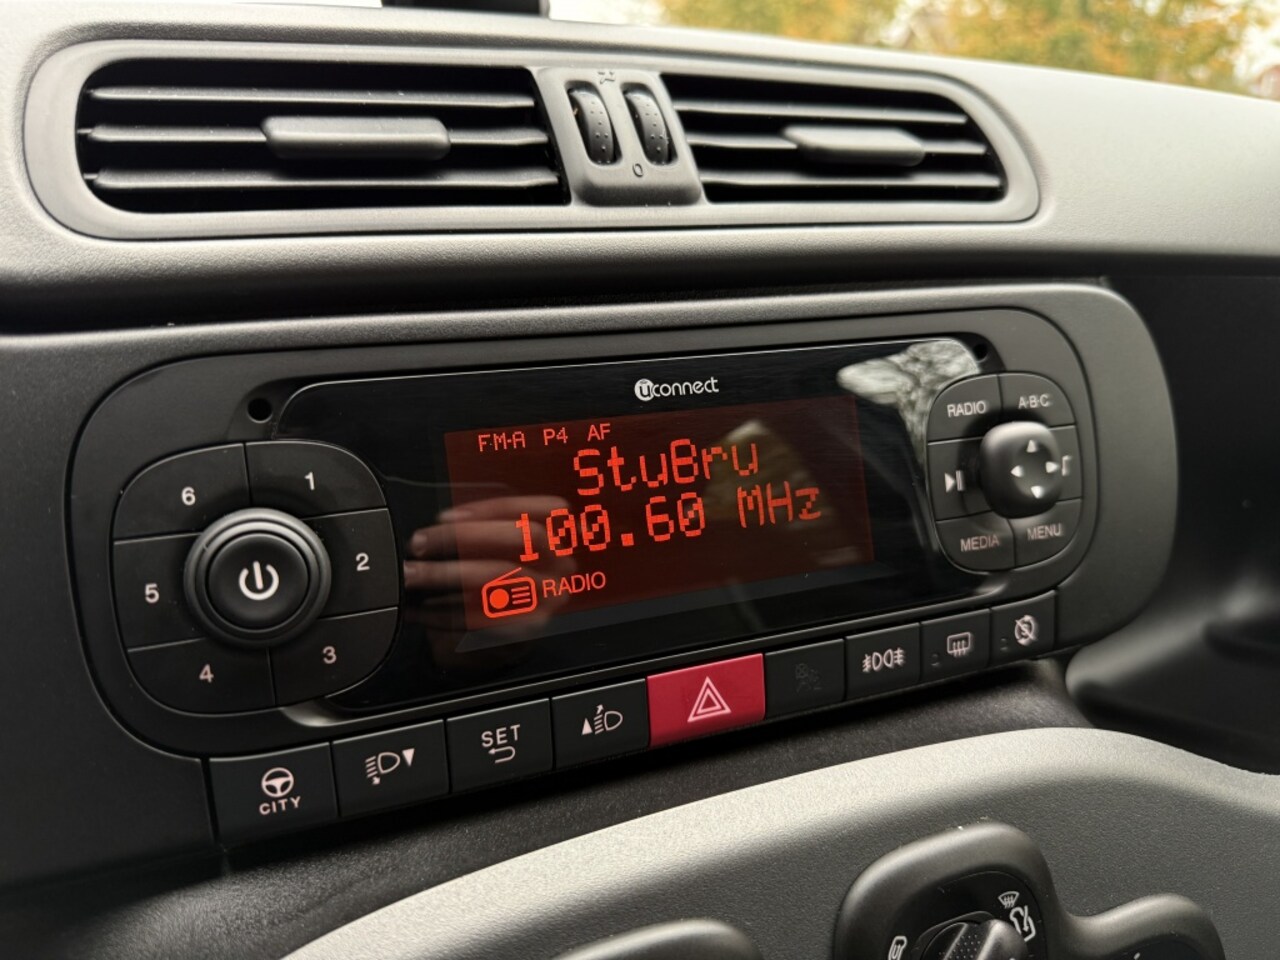 uconnect
F·M·A P4 AF
StuBru
100.60 MHz
RADIO
6
1
5
2
4
3
RADIO
A·B·C
MEDIA
MENU
CITY
SET
0